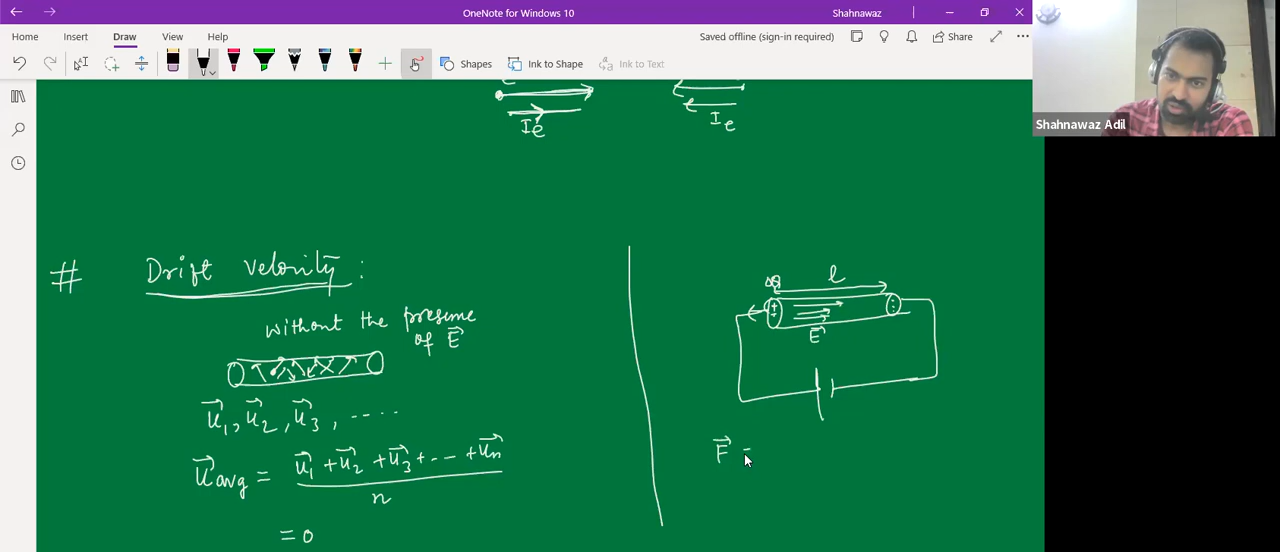 OneNote for Windows 10
Shahnawaz
Home Insert Draw View Help
Saved offline (sign-in required)
Share
Shapes
Ink to Shape
Ink to Text
Shahnawaz Adil
Ie
Ie
# Drift Velocity :
without the presense
of E⃗
u⃗₁, u⃗₂, u⃗₃, ....
u⃗avg = (u⃗₁ + u⃗₂ + u⃗₃ + ... + u⃗n) / n
= 0
l
E⃗
F⃗ =